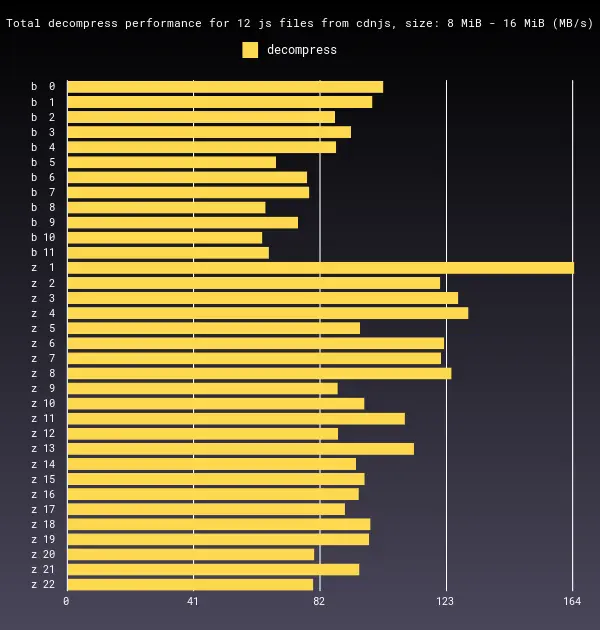 Total decompress performance for 12 js files from cdnjs, size: 8 MiB - 16 MiB (MB/s)
decompress
b 0
b 1
b 2
b 3
b 4
b 5
b 6
b 7
b 8
b 9
b 10
b 11
z 1
z 2
z 3
z 4
z 5
z 6
z 7
z 8
z 9
z 10
z 11
z 12
z 13
z 14
z 15
z 16
z 17
z 18
z 19
z 20
z 21
z 22
0 41 82 123 164